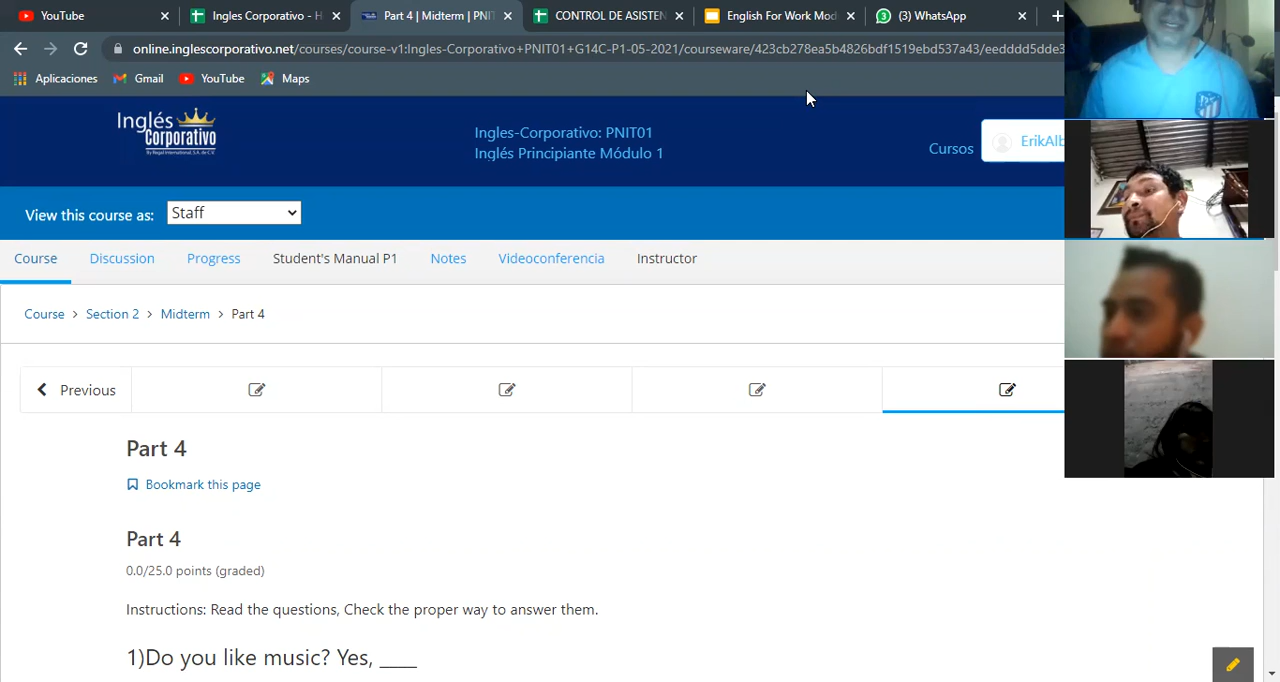 YouTube
Ingles Corporativo - H
Part 4 | Midterm | PNI
CONTROL DE ASISTEN
English For Work Mod
(3) WhatsApp
online.inglescorporativo.net/courses/course-v1:Ingles-Corporativo+PNIT01+G14C-P1-05-2021/courseware/423cb278ea5b4826bdf1519ebd537a43/eedddd5dde3
Aplicaciones
Gmail
YouTube
Maps
Inglés
Corporativo
By Regal International, S.A. de C.V.
Ingles-Corporativo: PNIT01
Inglés Principiante Módulo 1
Cursos
ErikAlb
View this course as:
Staff
Course
Discussion
Progress
Student's Manual P1
Notes
Videoconferencia
Instructor
Course > Section 2 > Midterm > Part 4
Previous
Part 4
Bookmark this page
Part 4
0.0/25.0 points (graded)
Instructions: Read the questions, Check the proper way to answer them.
1)Do you like music? Yes, ____